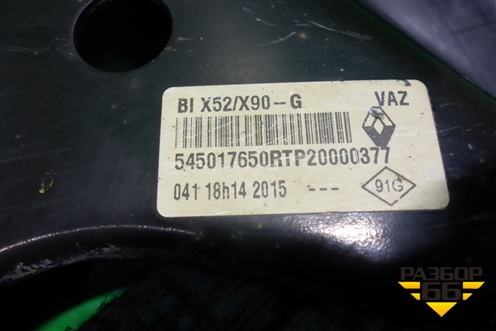 BI X52/X90-G VAZ
545017650RTP20000377
041 18h14 2015 --- 91G
РАЗБОР
66